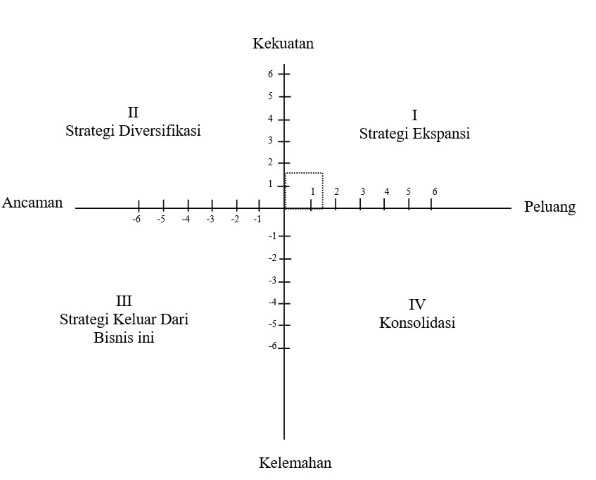 Kekuatan
6
5
4
3
2
1
II
Strategi Diversifikasi
I
Strategi Ekspansi
Ancaman
1 2 3 4 5 6
Peluang
-6 -5 -4 -3 -2 -1
-1
-2
-3
-4
-5
-6
III
Strategi Keluar Dari
Bisnis ini
IV
Konsolidasi
Kelemahan